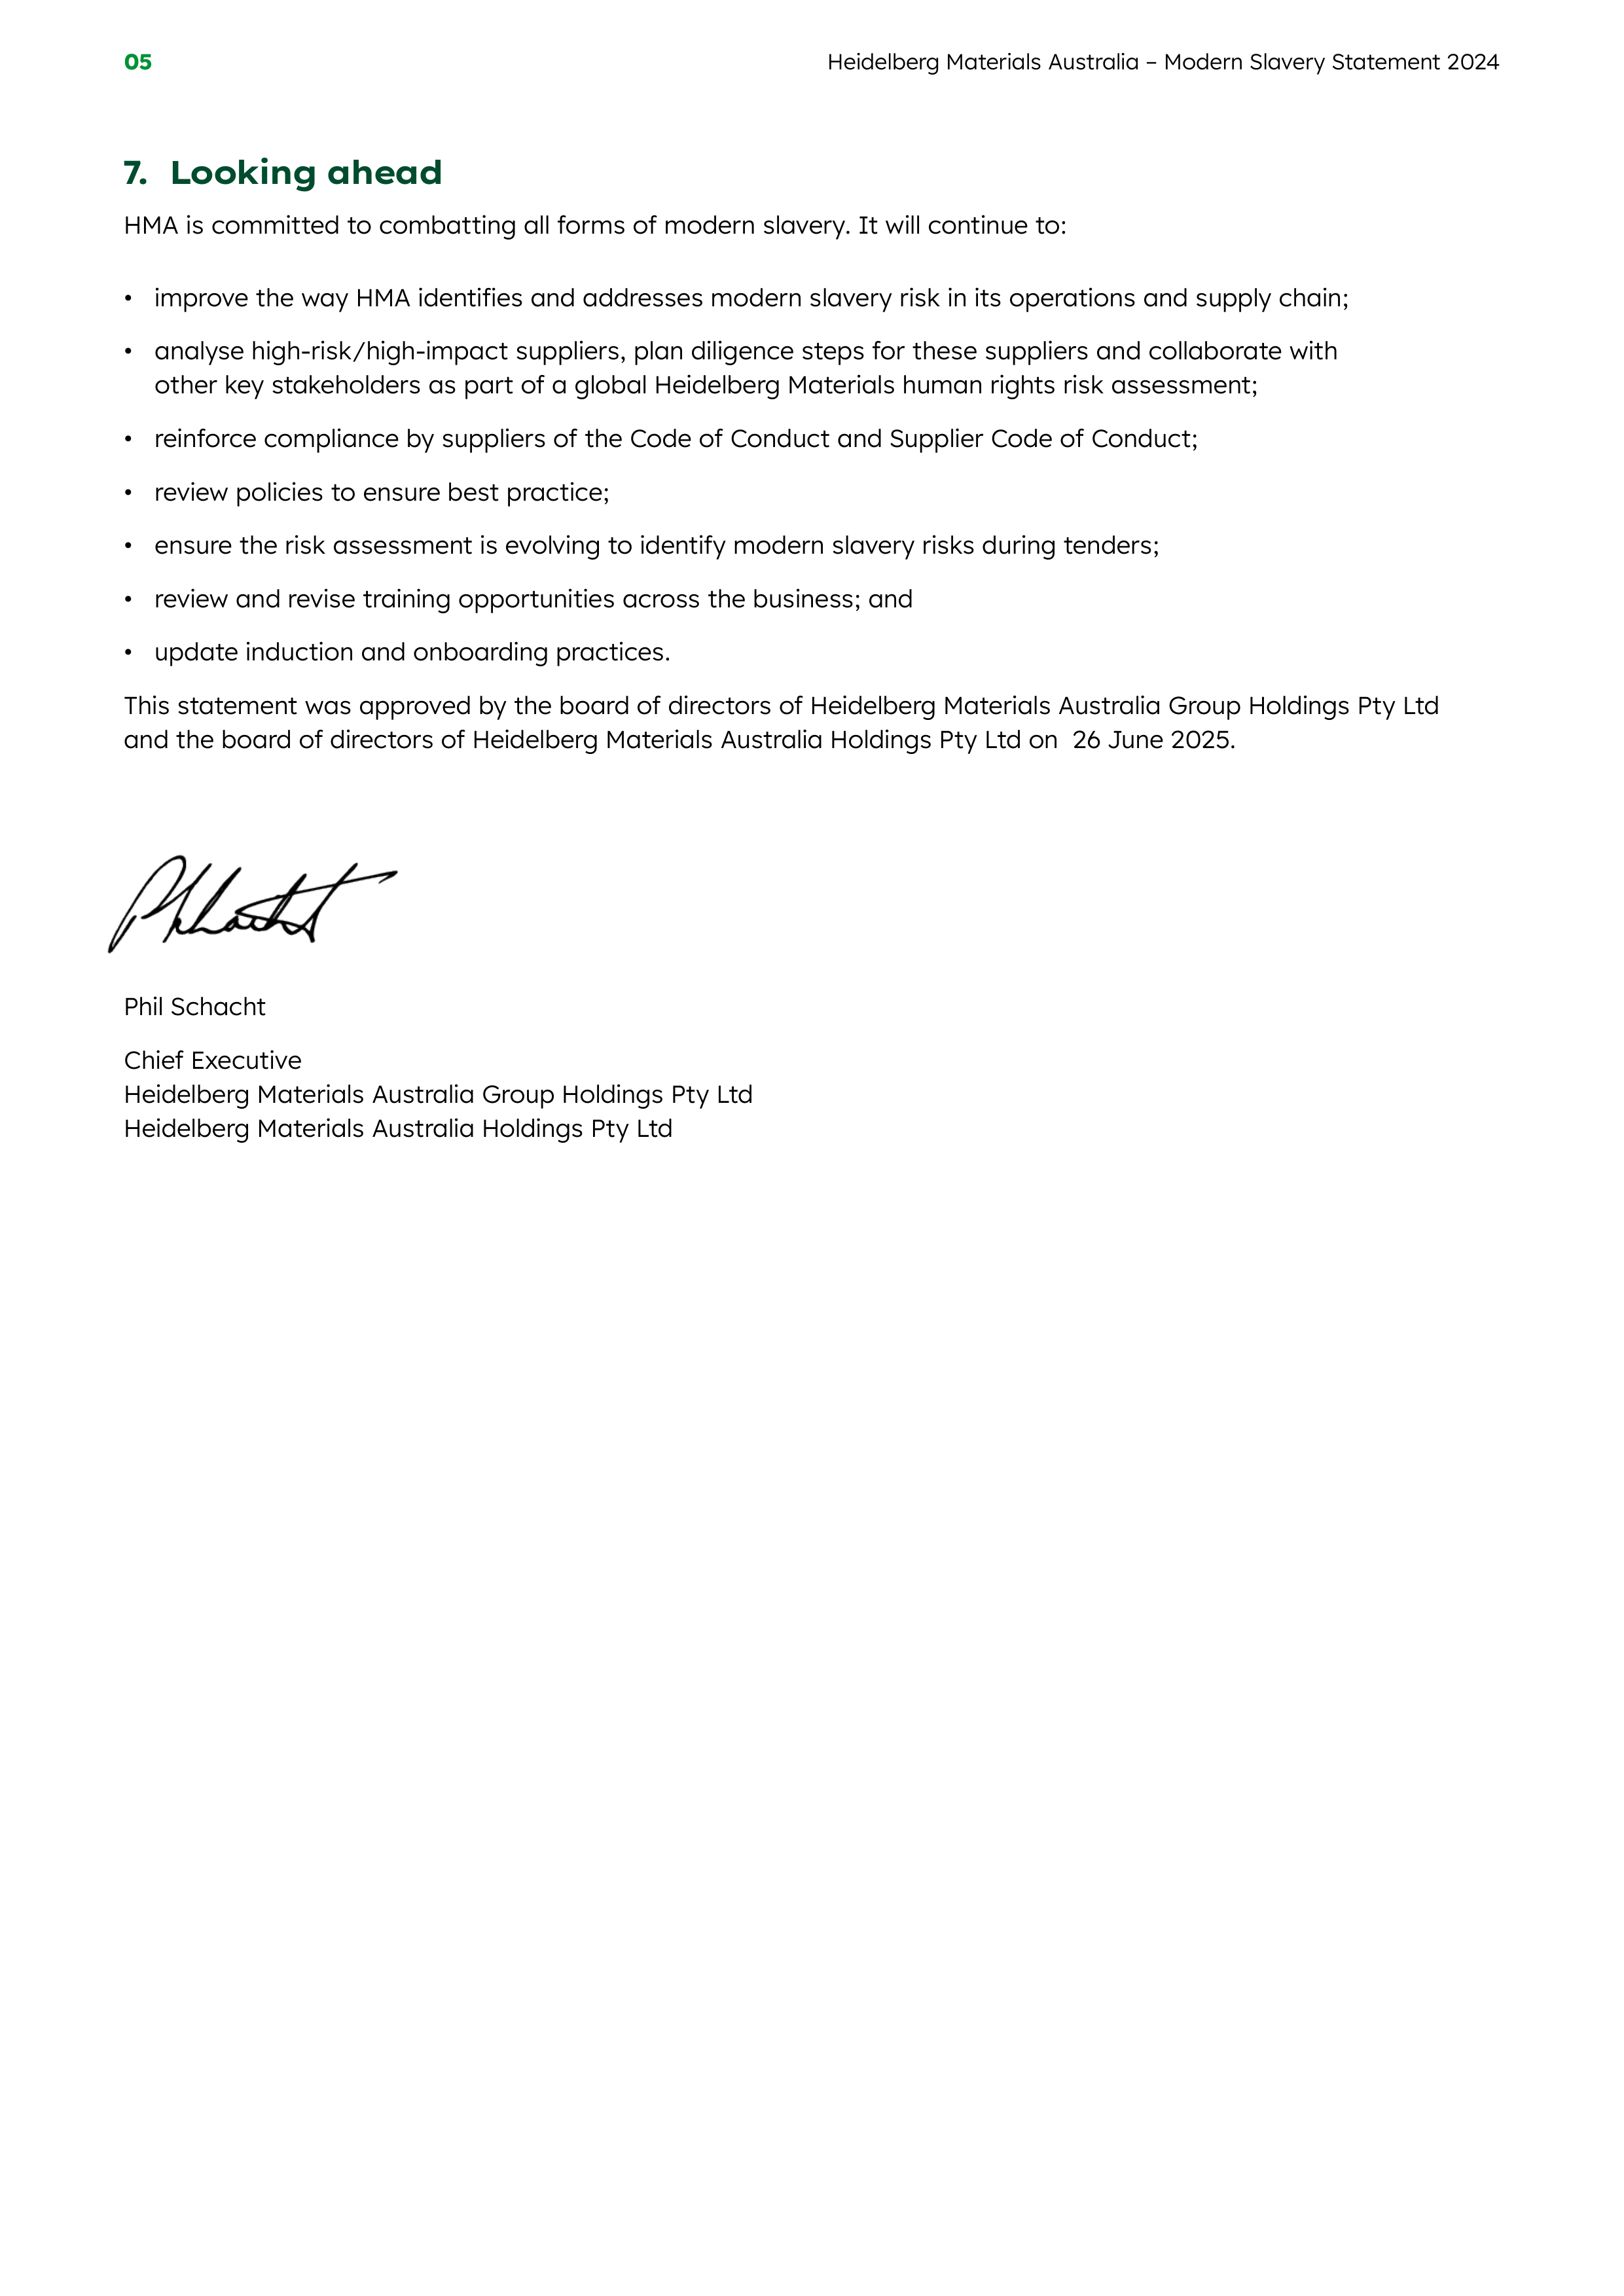 05
Heidelberg Materials Australia – Modern Slavery Statement 2024
7. Looking ahead
HMA is committed to combatting all forms of modern slavery. It will continue to:
• improve the way HMA identifies and addresses modern slavery risk in its operations and supply chain;
• analyse high-risk/high-impact suppliers, plan diligence steps for these suppliers and collaborate with
other key stakeholders as part of a global Heidelberg Materials human rights risk assessment;
• reinforce compliance by suppliers of the Code of Conduct and Supplier Code of Conduct;
• review policies to ensure best practice;
• ensure the risk assessment is evolving to identify modern slavery risks during tenders;
• review and revise training opportunities across the business; and
• update induction and onboarding practices.
This statement was approved by the board of directors of Heidelberg Materials Australia Group Holdings Pty Ltd
and the board of directors of Heidelberg Materials Australia Holdings Pty Ltd on 26 June 2025.
Phil Schacht
Chief Executive
Heidelberg Materials Australia Group Holdings Pty Ltd
Heidelberg Materials Australia Holdings Pty Ltd